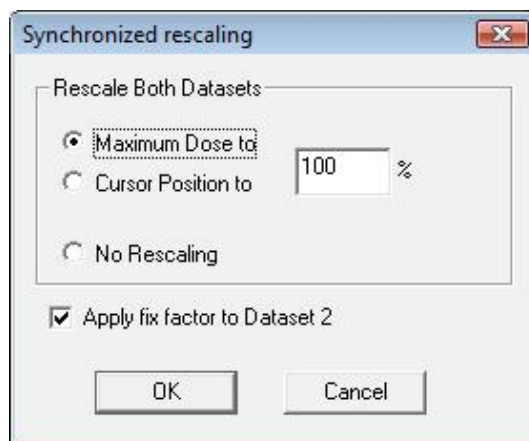 Synchronized rescaling
Rescale Both Datasets
Maximum Dose to
100 %
Cursor Position to
No Rescaling
Apply fix factor to Dataset 2
OK Cancel